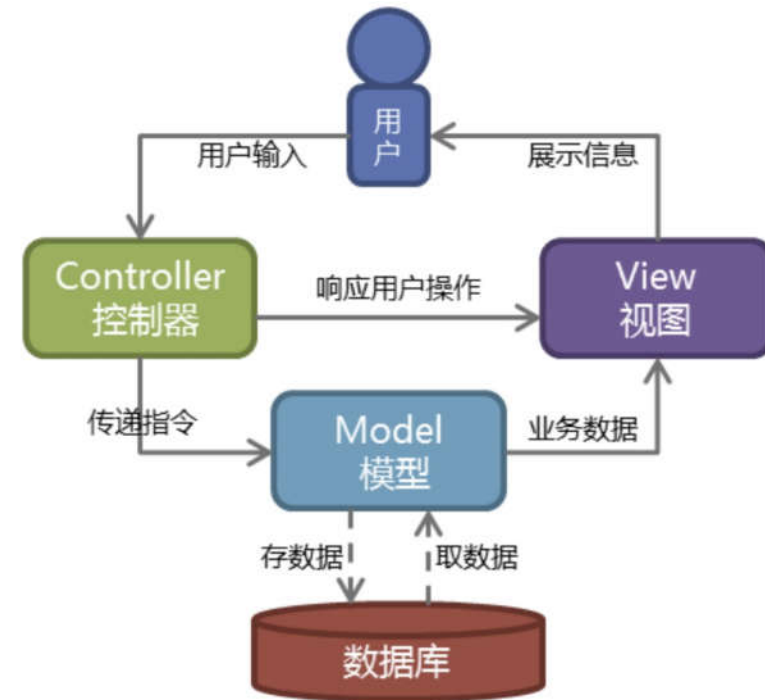 用
户
用户输入
展示信息
Controller
控制器
响应用户操作
View
视图
传递指令
Model
模型
业务数据
存数据
取数据
数据库